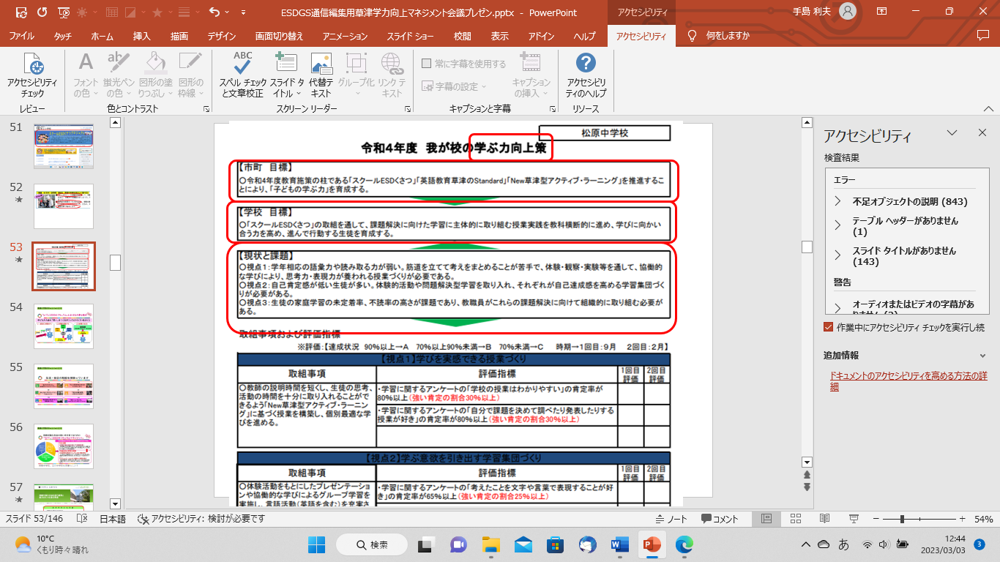 ESDGS通信編集用草津学力向上マネジメント会議プレゼン.pptx - PowerPoint
アクセシビリティ
手島 利夫
ファイル タッチ ホーム 挿入 描画 デザイン 画面切り替え アニメーション スライド ショー 校閲 表示 アドイン ヘルプ アクセシビリティ 何をしますか
アクセシビリティ
チェック
フォント
の色
蛍光ペン
の色
図形の塗
りつぶし
図形の
枠線
ABC
スペル チェック
と文章校正
スライド タ
イトル
代替テ
キスト
グループ化
リンク テ
キスト
常に字幕を使用する
字幕の設定
キャプション
の挿入
アクセシビリ
ティのヘルプ
レビュー 色とコントラスト スクリーン リーダー キャプションと字幕 リソース
51
52
53
54
55
56
57
松原中学校
令和4年度 我が校の学ぶ力向上策
【市町 目標】
〇令和4年度教育施策の柱である「スクールESDくさつ」「英語教育草津のStandard」「New草津型アクティブ・ラーニング」を推進するこ
とにより、「子どもの学ぶ力」を育成する。
【学校 目標】
〇「スクールESDくさつ」の取組を通して、課題解決に向けた学習に主体的に取り組む授業実践を教科横断的に進め、学びに向かい
合う力を高め、進んで行動する生徒を育成する。
【現状と課題】
〇視点1:学年相応の語彙力や読み取る力が弱い。筋道を立てて考えをまとめることが苦手で、体験・観察・実験等を通して、協働的
な学びにより、思考力・表現力が養われる授業づくりが必要である。
〇視点2:自己肯定感が低い生徒が多い。体験的活動や問題解決型学習を取り入れ、それぞれが自己達成感を高める学習集団づく
りが必要がある。
〇視点3:生徒の家庭学習の未定着率、不読率の高さが課題であり、教職員がこれらの課題解決に向けて組織的に取り組む必要が
ある。
取組事項および評価指標
※評価:【達成状況 90%以上→A 70%以上90%未満→B 70%未満→C 時期→1回目:9月 2回目:2月】
【視点1】学びを実感できる授業づくり
取組事項 評価指標 1回目
評価 2回目
評価
〇教師の説明時間を短くし、生徒の思考、
活動の時間を十分に取り入れることがで
きるよう「New草津型アクティブ・ラーニン
グ」に基づく授業を構築し、個別最適な学
びを進める。
・学習に関するアンケートの「学校の授業はわかりやすい」の肯定率が
80%以上(強い肯定の割合30%以上)
・学習に関するアンケートの「自分で課題を決めて調べたり発表したりする
授業が好き」の肯定率が80%以上(強い肯定の割合30%以上)
【視点2】学ぶ意欲を引き出す学習集団づくり
取組事項 評価指標 1回目
評価 2回目
評価
〇体験活動をもとにしたプレゼンテーショ
ンや協働的な学びによるグループ学習を
実施し、言語活動(英語を含む)を充実さ
・学習に関するアンケートの「考えたことを文字や言葉で表現することが好
き」の肯定率が65%以上(強い肯定の割合25%以上)
アクセシビリティ
検査結果
エラー
不足オブジェクトの説明 (843)
テーブル ヘッダーがありません
(1)
スライド タイトルがありません
(143)
警告
オーディオまたはビデオの字幕があ
作業中にアクセシビリティ チェックを実行し続
追加情報
ドキュメントのアクセシビリティを高める方法の詳
細
スライド 53/146 日本語 アクセシビリティ: 検討が必要です ノート コメント 54%
10°C
くもり時々晴れ
検索
あ
12:44
2023/03/03
3